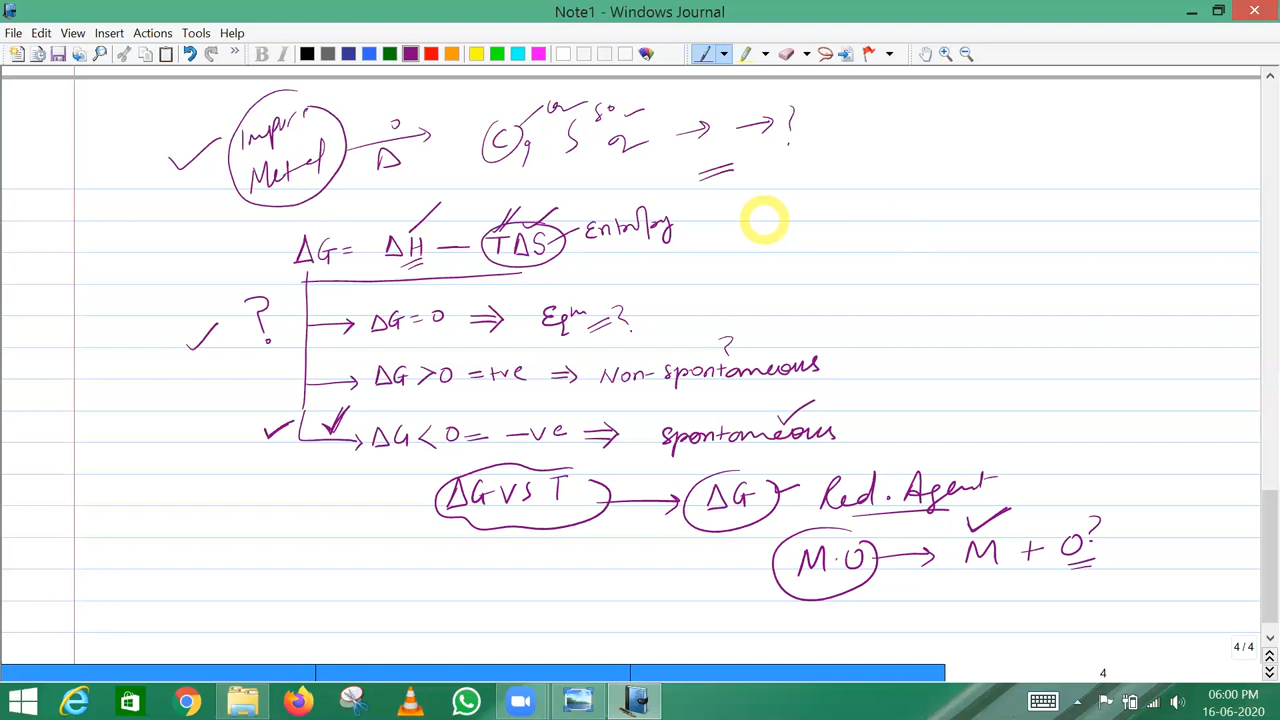 Note1 - Windows Journal
File Edit View Insert Actions Tools Help
Impure
Metal
Δ
?
ΔG = ΔH — TΔS Entropy
? ΔG = 0 ⇒ Eqm ?
?
ΔG > 0 = +ve ⇒ Non-spontaneous
ΔG < 0 = -ve ⇒ spontaneous
ΔG VS T → ΔG Red. Agent
M.O → M + O?
4/4
4
06:00 PM
16-06-2020